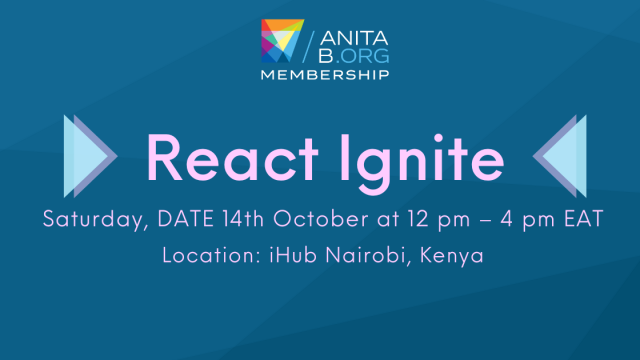 ANITA
B.ORG
MEMBERSHIP
React Ignite
Saturday, DATE 14th October at 12 pm – 4 pm EAT
Location: iHub Nairobi, Kenya